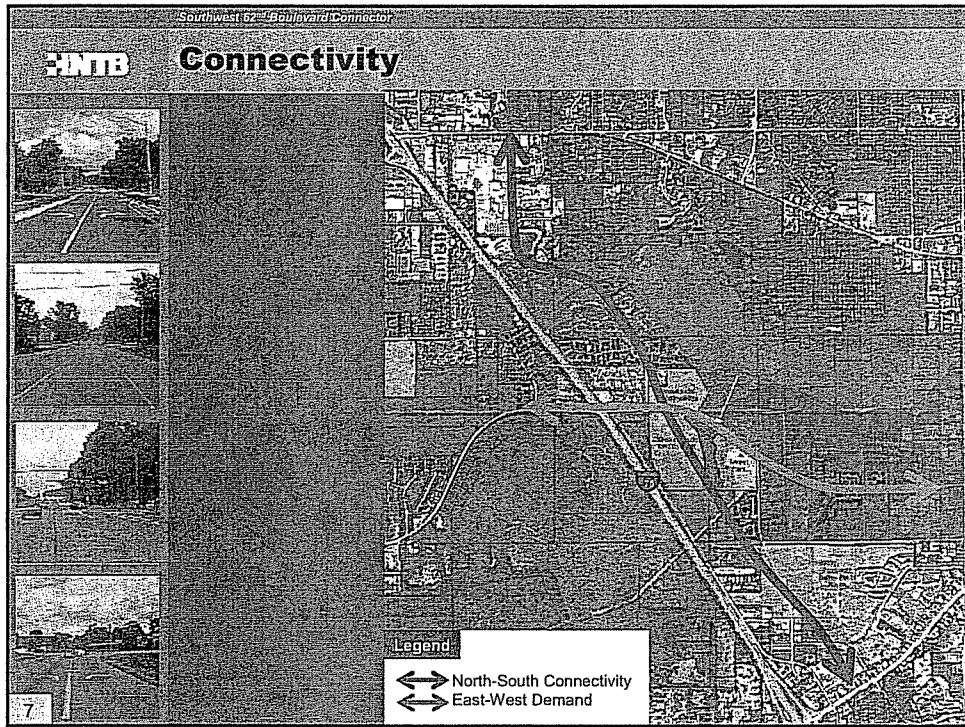 Southwest 62nd Boulevard Connector
HNTB
Connectivity
Legend
North-South Connectivity
East-West Demand
7